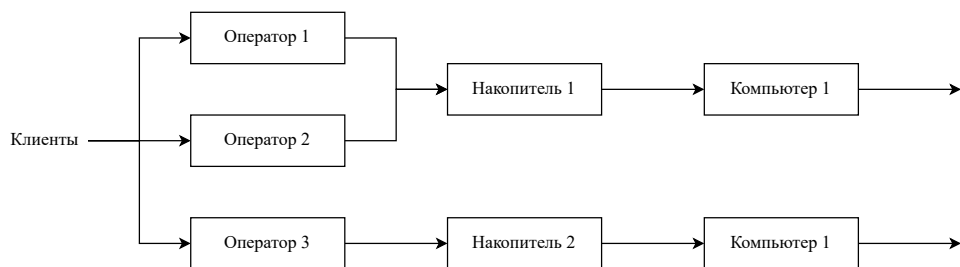 Оператор 1
Накопитель 1
Компьютер 1
Клиенты
Оператор 2
Оператор 3
Накопитель 2
Компьютер 1